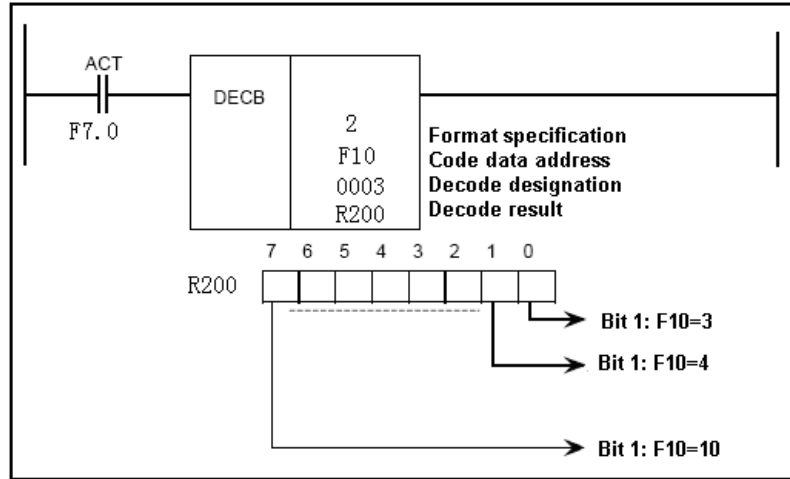 ACT
F7.0
DECB
2
F10
0003
R200
Format specification
Code data address
Decode designation
Decode result
7 6 5 4 3 2 1 0
R200
Bit 1: F10=3
Bit 1: F10=4
Bit 1: F10=10